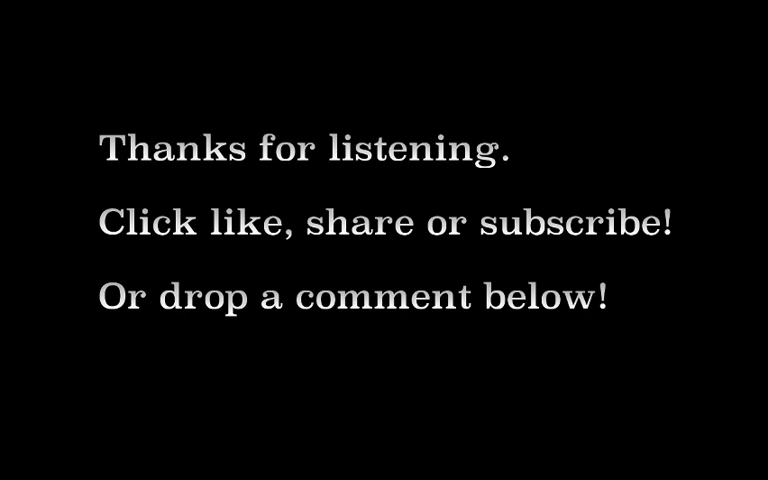 Thanks for listening.
Click like, share or subscribe!
Or drop a comment below!